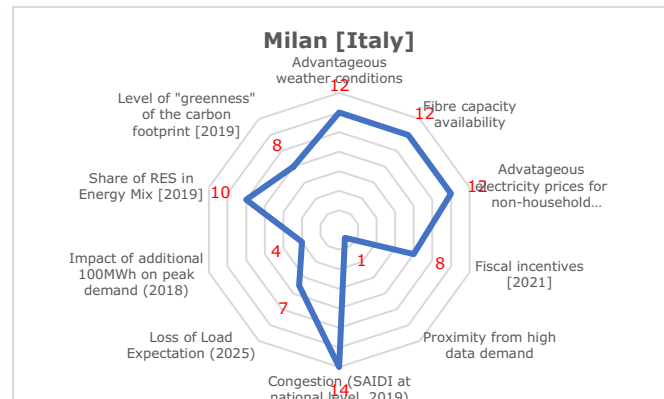 Milan [Italy]
Advantageous
weather conditions
12
Fibre capacity
availability
12
Advatageous
electricity prices for
non-household...
12
Fiscal incentives
[2021]
8
Proximity from high
data demand
1
Congestion (SAIDI at
national level, 2019)
14
Loss of Load
Expectation (2025)
7
Impact of additional
100MWh on peak
demand (2018)
4
Share of RES in
Energy Mix [2019]
10
Level of "greenness"
of the carbon
footprint [2019]
8